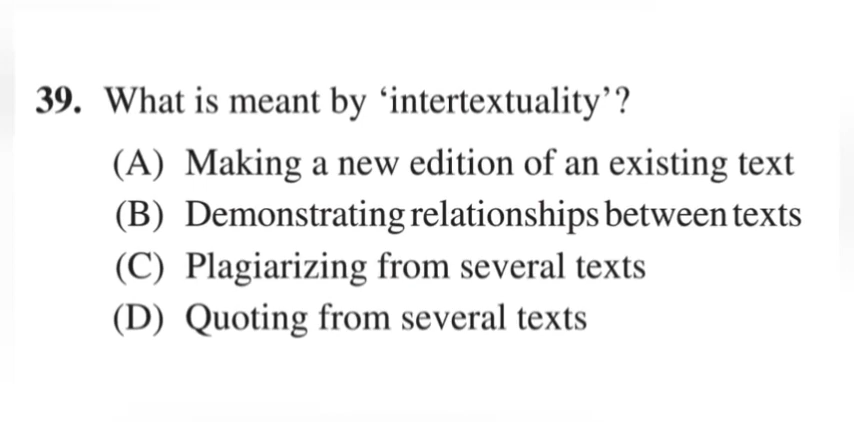 39. What is meant by ‘intertextuality’?
(A) Making a new edition of an existing text
(B) Demonstrating relationships between texts
(C) Plagiarizing from several texts
(D) Quoting from several texts